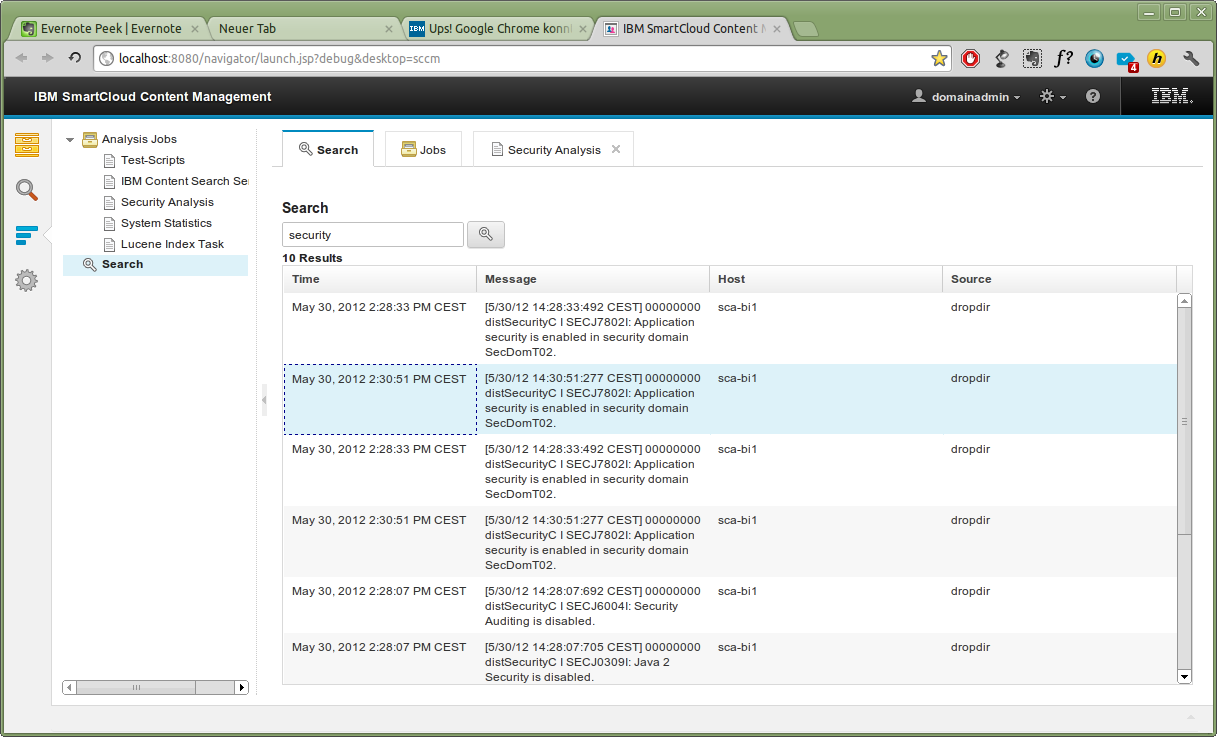 Evernote Peek | Evernote
Neuer Tab
IBM Ups! Google Chrome konn
IBM SmartCloud Content M
localhost:8080/navigator/launch.jsp?debug&desktop=sccm
f?
4
h
IBM SmartCloud Content Management
domainadmin
?
IBM.
Analysis Jobs
Test-Scripts
IBM Content Search Ser
Security Analysis
System Statistics
Lucene Index Task
Search
Search
Jobs
Security Analysis
Search
security
10 Results
Time Message Host Source
May 30, 2012 2:28:33 PM CEST [5/30/12 14:28:33:492 CEST] 00000000 sca-bi1 dropdir
distSecurityC I SECJ7802I: Application
security is enabled in security domain
SecDomT02.
May 30, 2012 2:30:51 PM CEST [5/30/12 14:30:51:277 CEST] 00000000 sca-bi1 dropdir
distSecurityC I SECJ7802I: Application
security is enabled in security domain
SecDomT02.
May 30, 2012 2:28:33 PM CEST [5/30/12 14:28:33:492 CEST] 00000000 sca-bi1 dropdir
distSecurityC I SECJ7802I: Application
security is enabled in security domain
SecDomT02.
May 30, 2012 2:30:51 PM CEST [5/30/12 14:30:51:277 CEST] 00000000 sca-bi1 dropdir
distSecurityC I SECJ7802I: Application
security is enabled in security domain
SecDomT02.
May 30, 2012 2:28:07 PM CEST [5/30/12 14:28:07:692 CEST] 00000000 sca-bi1 dropdir
distSecurityC I SECJ6004I: Security
Auditing is disabled.
May 30, 2012 2:28:07 PM CEST [5/30/12 14:28:07:705 CEST] 00000000 sca-bi1 dropdir
distSecurityC I SECJ0309I: Java 2
Security is disabled.